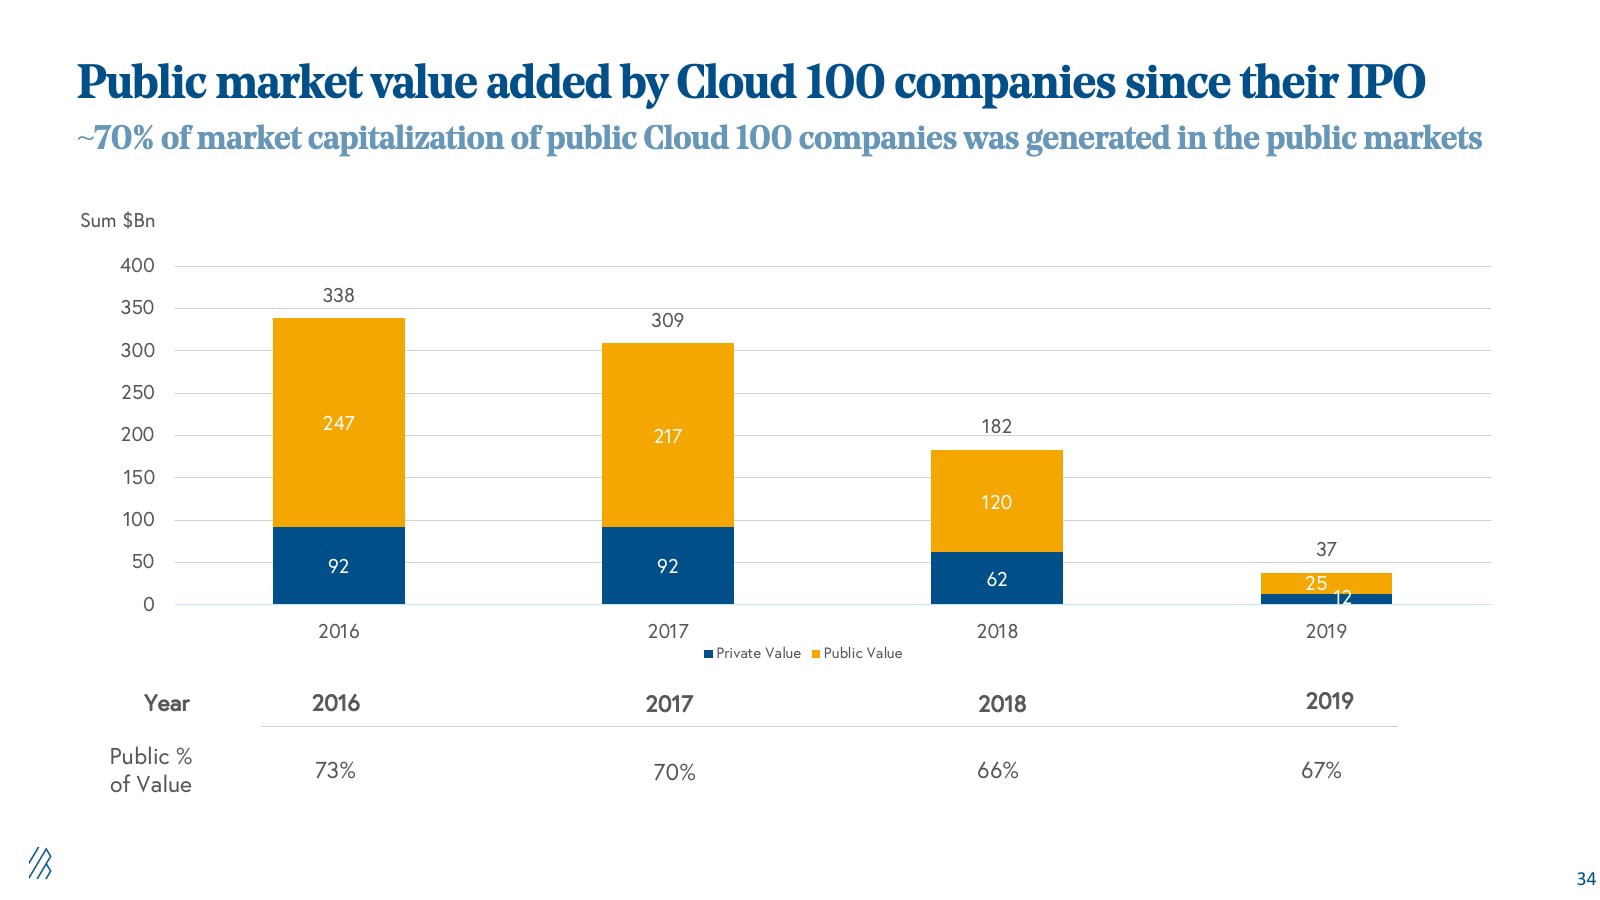 Public market value added by Cloud 100 companies since their IPO
~70% of market capitalization of public Cloud 100 companies was generated in the public markets
Sum $Bn
400
350
300
250
200
150
100
50
0
338
247
92
309
217
92
182
120
62
37
25
12
2016 2017 2018 2019
Private Value Public Value
Year 2016 2017 2018 2019
Public %
of Value 73% 70% 66% 67%
34